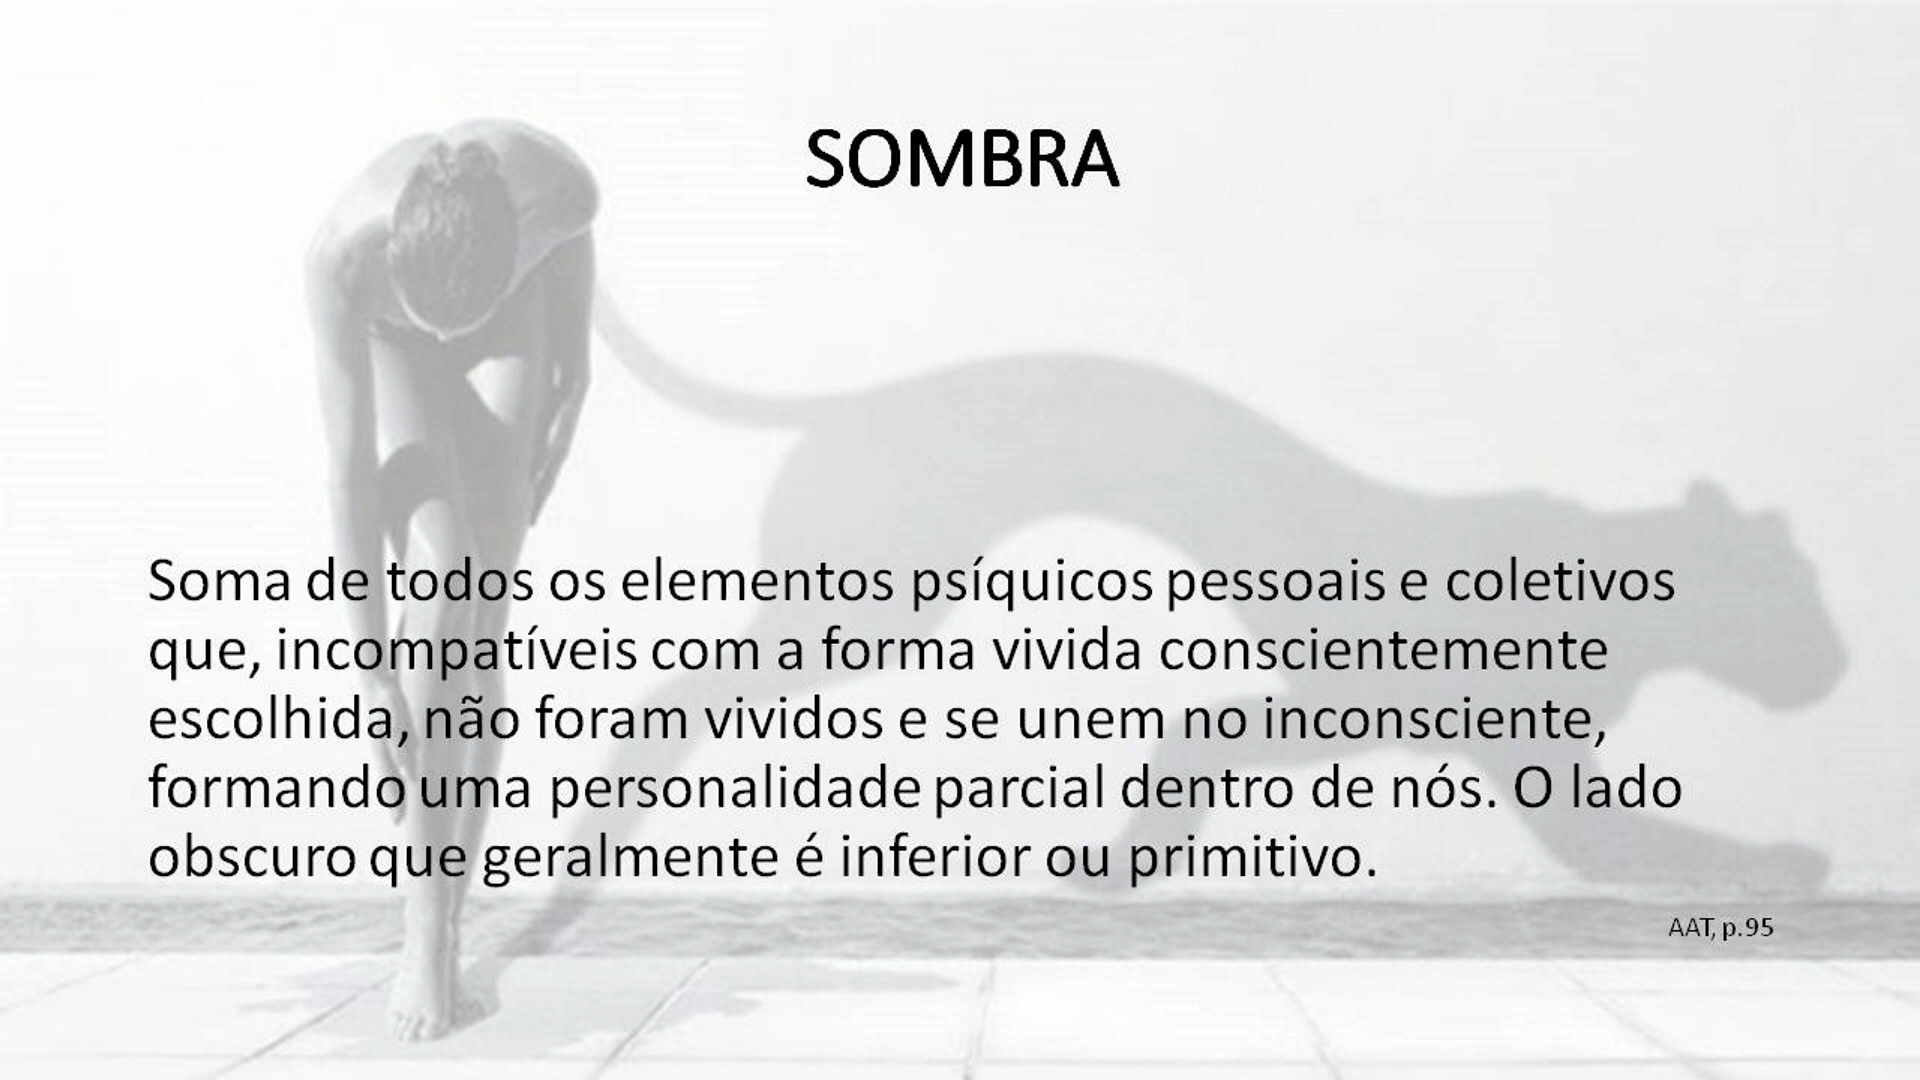 SOMBRA
Soma de todos os elementos psíquicos pessoais e coletivos
que, incompatíveis com a forma vivida conscientemente
escolhida, não foram vividos e se unem no inconsciente,
formando uma personalidade parcial dentro de nós. O lado
obscuro que geralmente é inferior ou primitivo.
AAT, p.95